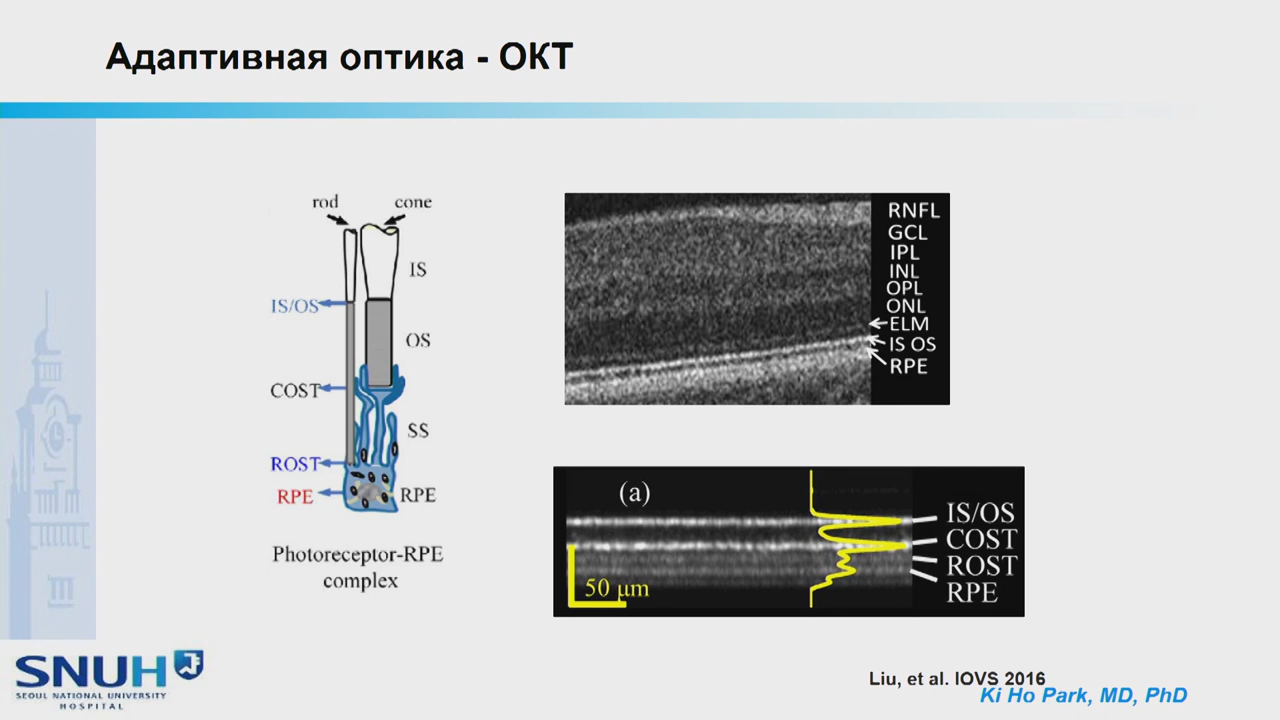 Адаптивная оптика - ОКТ
rod
cone
IS
IS/OS
OS
COST
SS
ROST
RPE
RPE
Photoreceptor-RPE
complex
RNFL
GCL
IPL
INL
OPL
ONL
ELM
IS OS
RPE
(a)
50 µm
IS/OS
COST
ROST
RPE
SNUH
SEOUL NATIONAL UNIVERSITY
HOSPITAL
Liu, et al. IOVS 2016
Ki Ho Park, MD, PhD